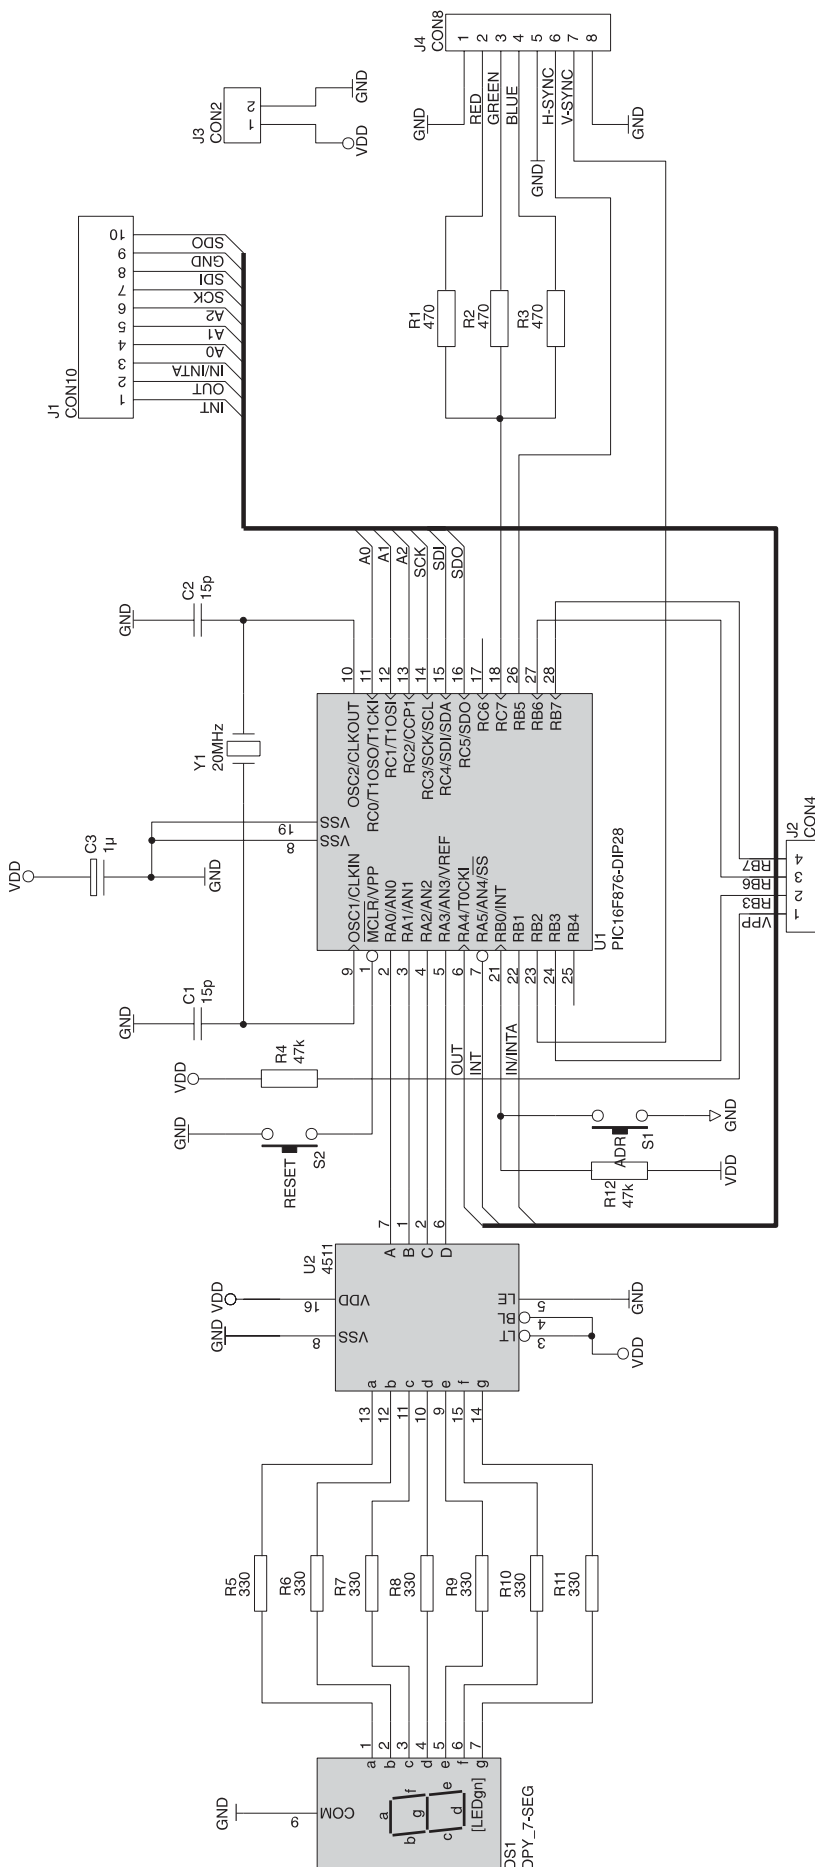 J4
CON8
1
2
3
4
5
6
7
8
RED
GREEN
BLUE
H-SYNC
V-SYNC
GND
GND
GND
J3
CON2
1
2
VDD
GND
J1
CON10
10
9
8
7
6
5
4
3
2
1
SDO
GND
SDI
SCK
A2
A1
A0
IN/INTA
OUT
INT
R1
470
R2
470
R3
470
GND
C2
15p
Y1
20MHz
VDD
C3
1µ
GND
GND
C1
15p
A0
A1
A2
SCK
SDI
SDO
10
11
12
13
14
15
16
17
18
26
27
28
OSC2/CLKOUT
RC0/T1OSO/T1CKI
RC1/T1OSI
RC2/CCP1
RC3/SCK/SCL
RC4/SDI/SDA
RC5/SDO
RC6
RC7
RB5
RB6
RB7
19
VSS
8
VSS
OSC1/CLKIN
MCLR/VPP
RA0/AN0
RA1/AN1
RA2/AN2
RA3/AN3/VREF
RA4/T0CKI
RA5/AN4/SS
RB0/INT
RB1
RB2
RB3
RB4
9
1
2
3
4
5
6
7
21
22
23
24
25
U1
PIC16F876-DIP28
J2
CON4
4
3
2
1
RB7
RB6
RB3
VPP
OUT
INT
IN/INTA
VDD
R4
47k
GND
RESET
S2
ADR
S1
GND
R12
47k
VDD
U2
4511
7
1
2
6
A
B
C
D
VDD
16
VDD
GND
8
VSS
LE
5
BL
4
LT
3
GND
VDD
a
b
c
d
e
f
g
13
12
11
10
9
15
14
R5
330
R6
330
R7
330
R8
330
R9
330
R10
330
R11
330
1
2
3
4
5
6
7
a
b
c
d
e
f
g
GND
9
COM
a
b
c
d
e
f
g
[LEDgn]
DS1
DPY_7-SEG